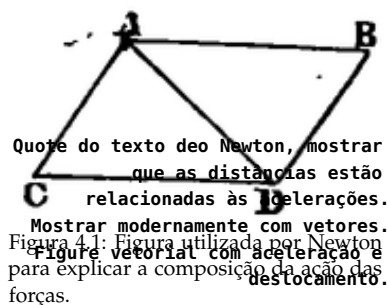 A
B
Quote do texto deo Newton, mostrar
que as distâncias estão
C
D
relacionadas às acelerações.
Mostrar modernamente com vetores.
Figura 4.1: Figura utilizada por Newton
Figure vetorial com aceleração e
para explicar a composição da ação das
deslocamento.
forças.